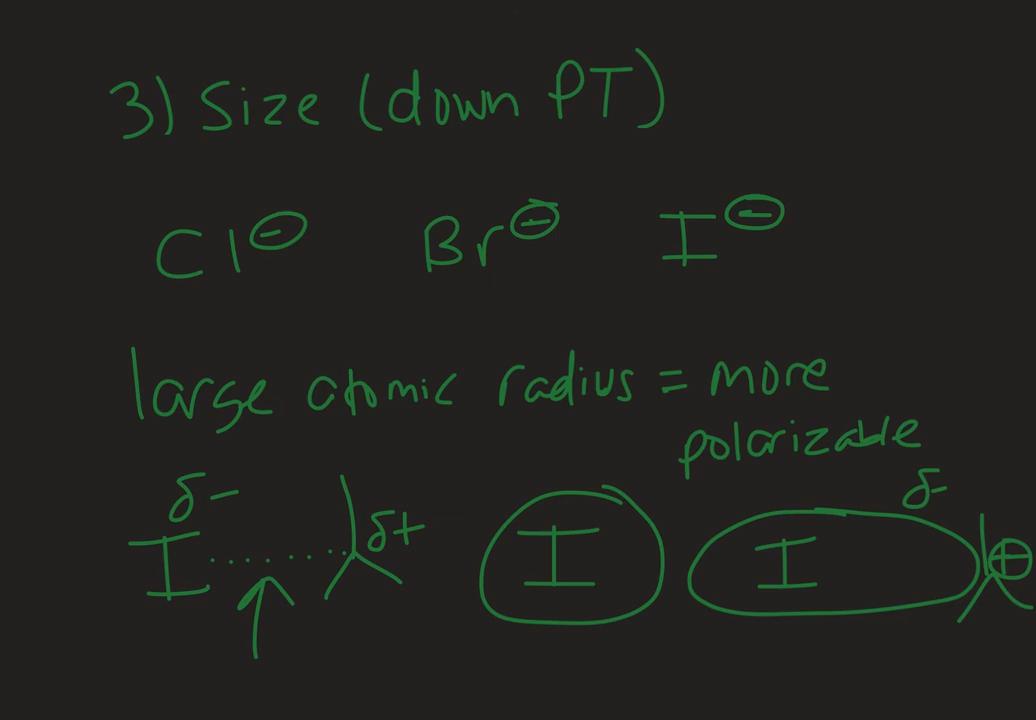 3) Size (down PT)
Cl⊖ Br⊖ I⊖
large atomic radius = more
polarizable
δ- δ-
I δ+ I I ⊕